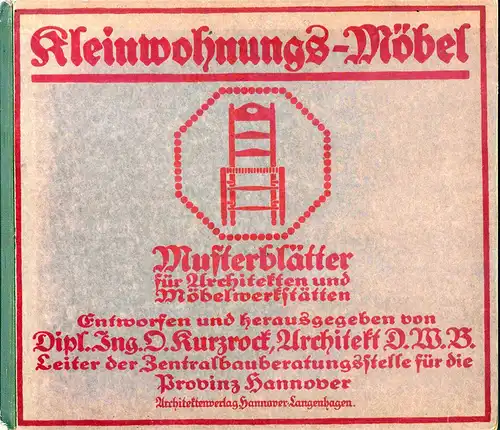 Kleinwohnungs-Möbel
Musterblätter
für Architekten und
Möbelwerkstätten
Entworfen und herausgegeben von
Dipl. Ing. O. Kurzrock, Architekt D.W.B.
Leiter der Zentralbauberatungsstelle für die
Provinz Hannover
Architektenverlag Hannover-Langenhagen.